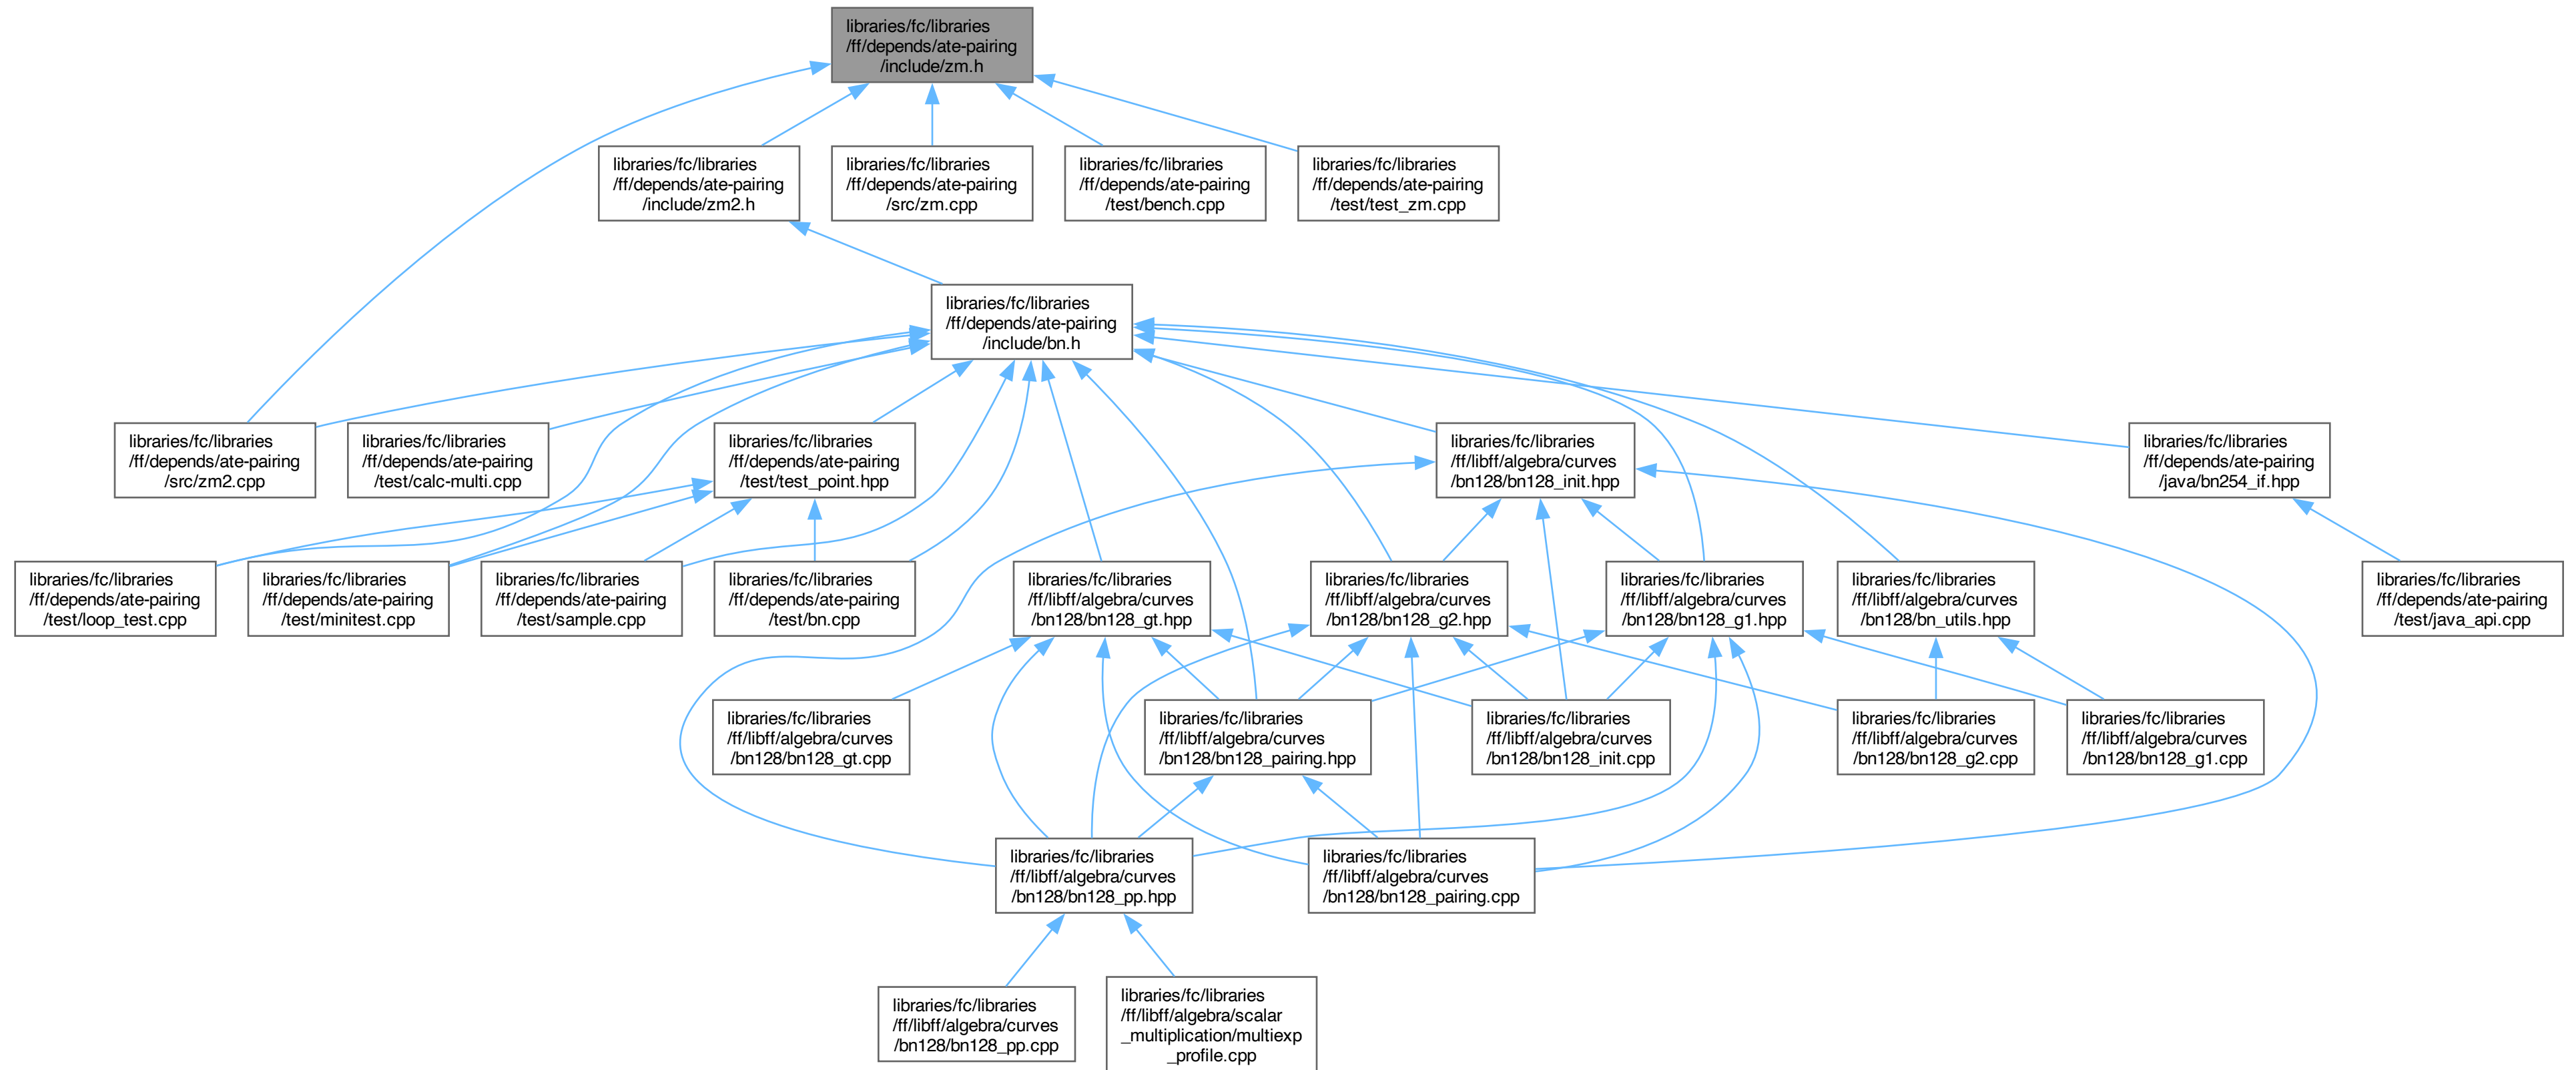 libraries/fc/libraries
/ff/depends/ate-pairing
/include/zm.h
libraries/fc/libraries
/ff/depends/ate-pairing
/include/zm2.h
libraries/fc/libraries
/ff/depends/ate-pairing
/src/zm.cpp
libraries/fc/libraries
/ff/depends/ate-pairing
/test/bench.cpp
libraries/fc/libraries
/ff/depends/ate-pairing
/test/test_zm.cpp
libraries/fc/libraries
/ff/depends/ate-pairing
/include/bn.h
libraries/fc/libraries
/ff/depends/ate-pairing
/src/zm2.cpp
libraries/fc/libraries
/ff/depends/ate-pairing
/test/calc-multi.cpp
libraries/fc/libraries
/ff/depends/ate-pairing
/test/test_point.hpp
libraries/fc/libraries
/ff/libff/algebra/curves
/bn128/bn128_init.hpp
libraries/fc/libraries
/ff/depends/ate-pairing
/java/bn254_if.hpp
libraries/fc/libraries
/ff/depends/ate-pairing
/test/loop_test.cpp
libraries/fc/libraries
/ff/depends/ate-pairing
/test/minitest.cpp
libraries/fc/libraries
/ff/depends/ate-pairing
/test/sample.cpp
libraries/fc/libraries
/ff/depends/ate-pairing
/test/bn.cpp
libraries/fc/libraries
/ff/libff/algebra/curves
/bn128/bn128_gt.hpp
libraries/fc/libraries
/ff/libff/algebra/curves
/bn128/bn128_g2.hpp
libraries/fc/libraries
/ff/libff/algebra/curves
/bn128/bn128_g1.hpp
libraries/fc/libraries
/ff/libff/algebra/curves
/bn128/bn_utils.hpp
libraries/fc/libraries
/ff/depends/ate-pairing
/test/java_api.cpp
libraries/fc/libraries
/ff/libff/algebra/curves
/bn128/bn128_gt.cpp
libraries/fc/libraries
/ff/libff/algebra/curves
/bn128/bn128_pairing.hpp
libraries/fc/libraries
/ff/libff/algebra/curves
/bn128/bn128_init.cpp
libraries/fc/libraries
/ff/libff/algebra/curves
/bn128/bn128_g2.cpp
libraries/fc/libraries
/ff/libff/algebra/curves
/bn128/bn128_g1.cpp
libraries/fc/libraries
/ff/libff/algebra/curves
/bn128/bn128_pp.hpp
libraries/fc/libraries
/ff/libff/algebra/curves
/bn128/bn128_pairing.cpp
libraries/fc/libraries
/ff/libff/algebra/curves
/bn128/bn128_pp.cpp
libraries/fc/libraries
/ff/libff/algebra/scalar
_multiplication/multiexp
_profile.cpp